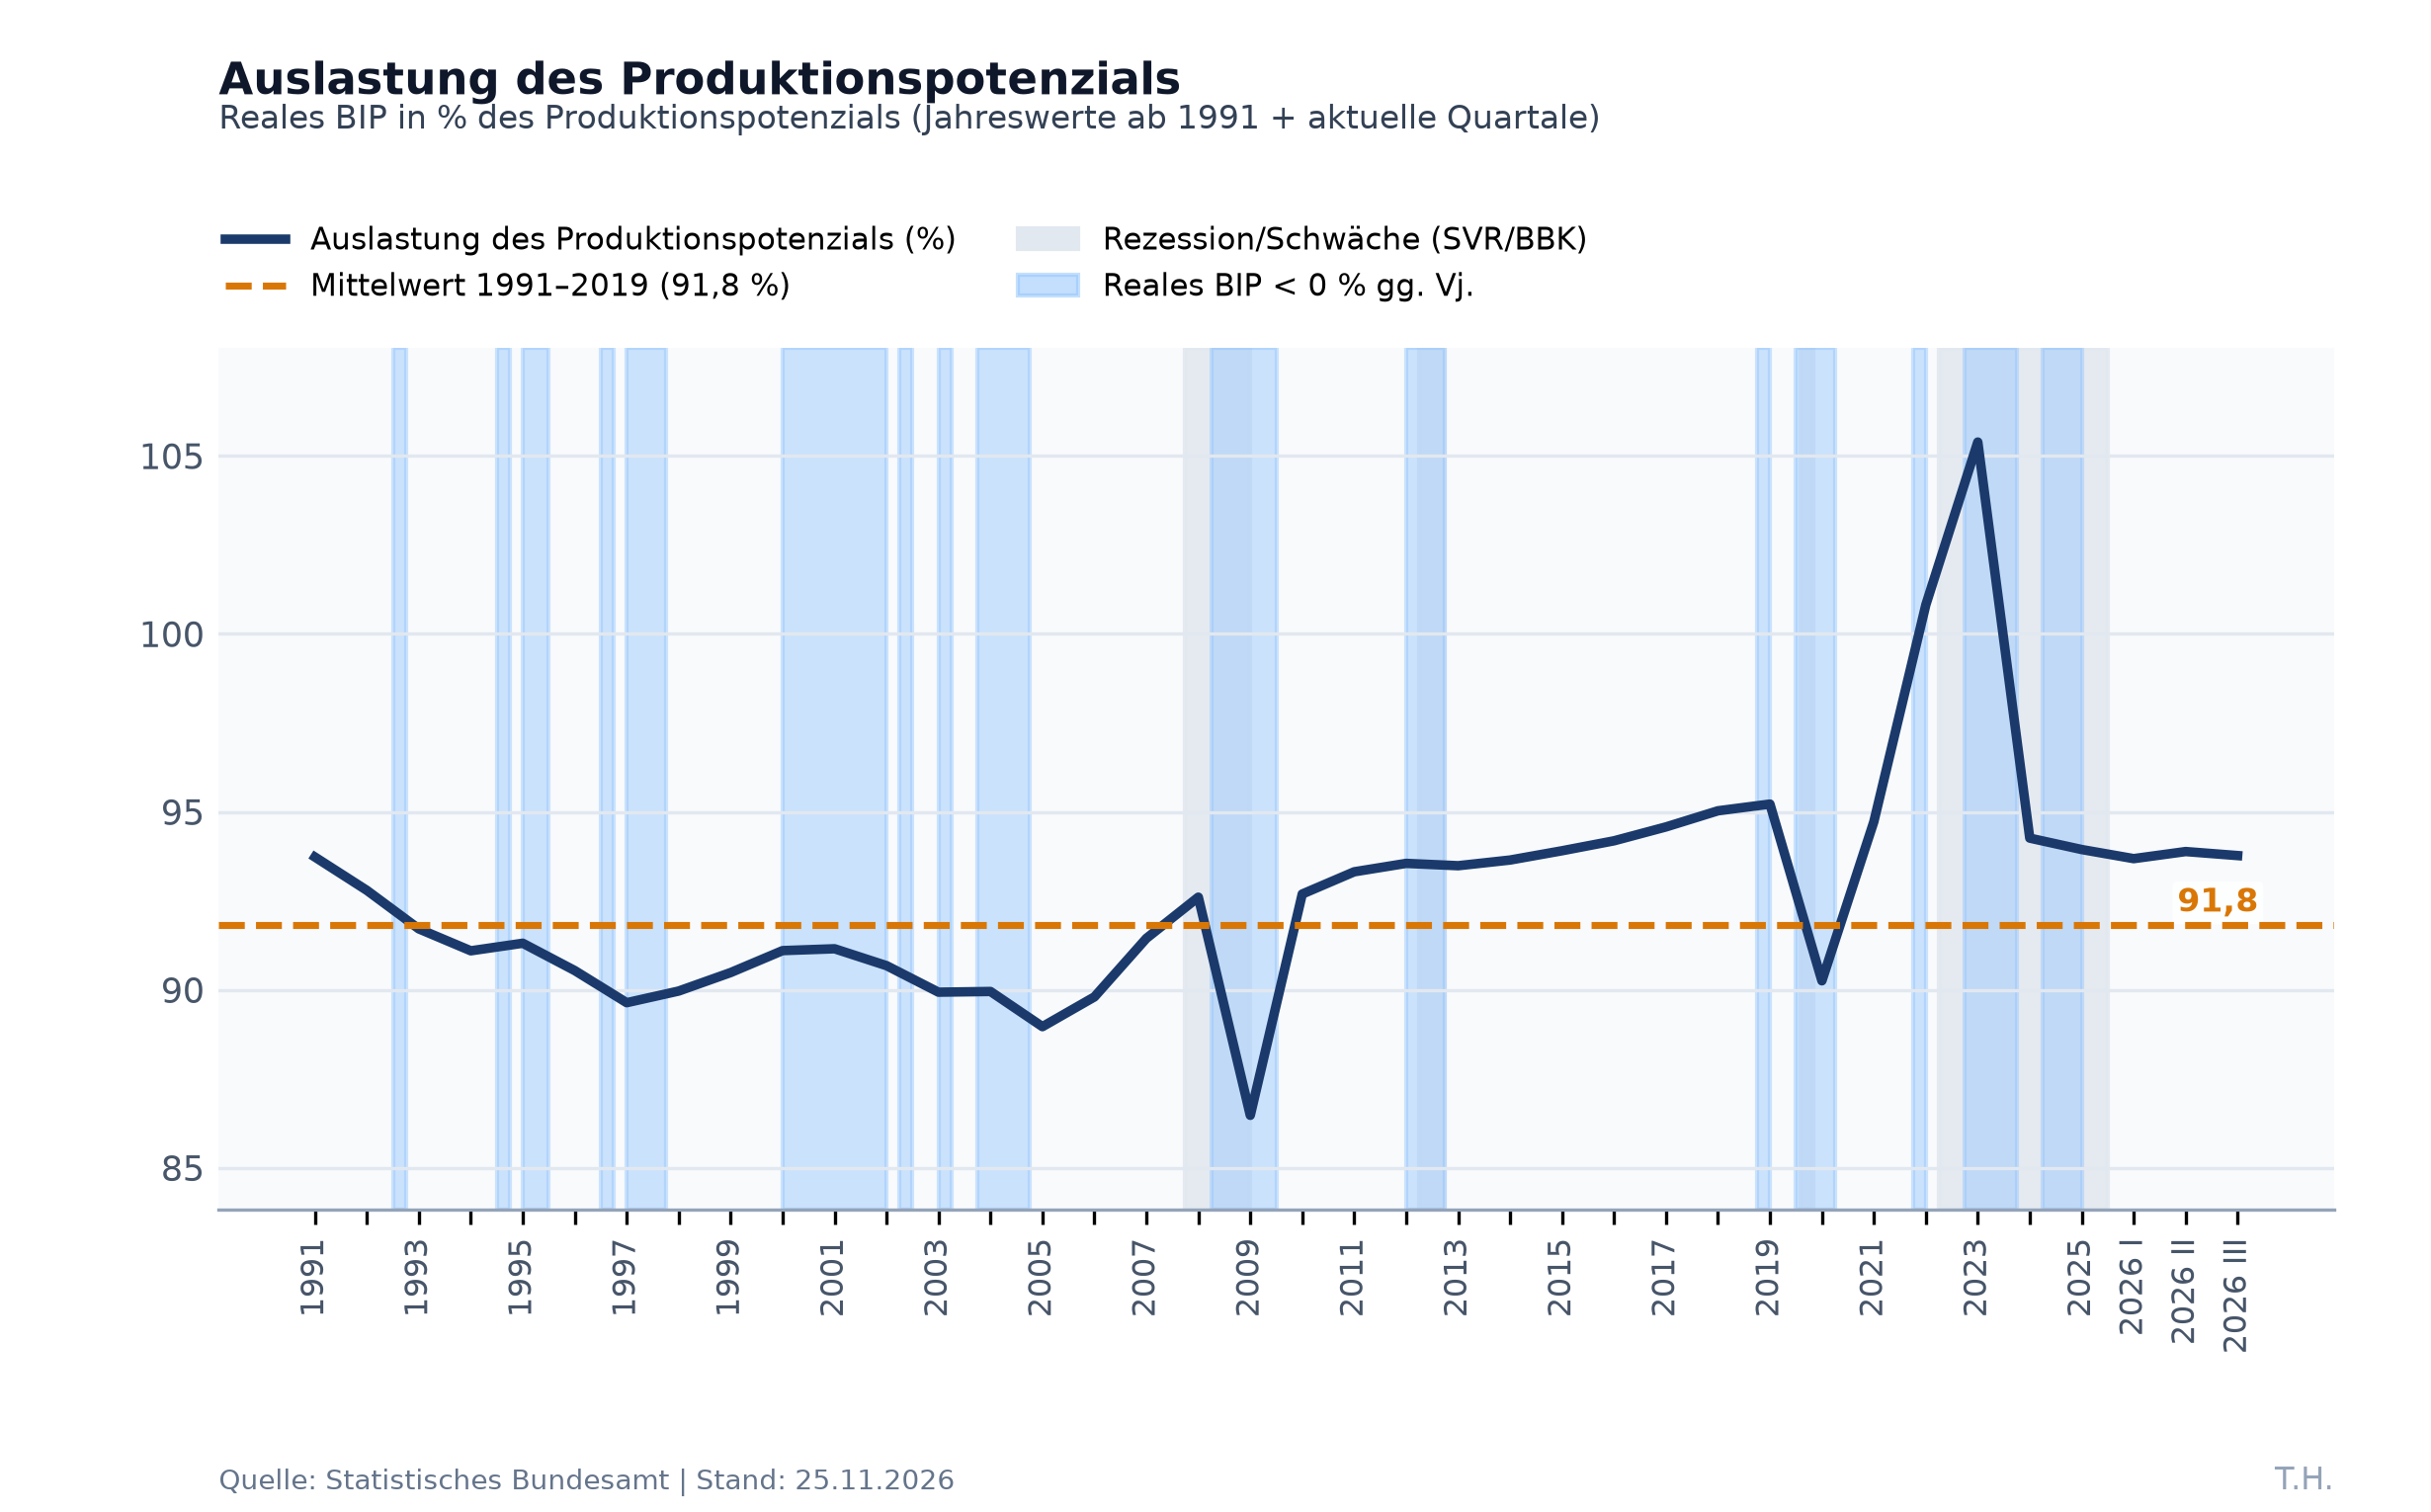 Auslastung des Produktionspotenzials
Reales BIP in % des Produktionspotenzials (Jahreswerte ab 1991 + aktuelle Quartale)
Auslastung des Produktionspotenzials (%)
Mittelwert 1991–2019 (91,8 %)
Rezession/Schwäche (SVR/BBK)
Reales BIP < 0 % gg. Vj.
105
100
95
90
85
91,8
1991
1993
1995
1997
1999
2001
2003
2005
2007
2009
2011
2013
2015
2017
2019
2021
2023
2025
2026 I
2026 II
2026 III
Quelle: Statistisches Bundesamt | Stand: 25.11.2026
T.H.